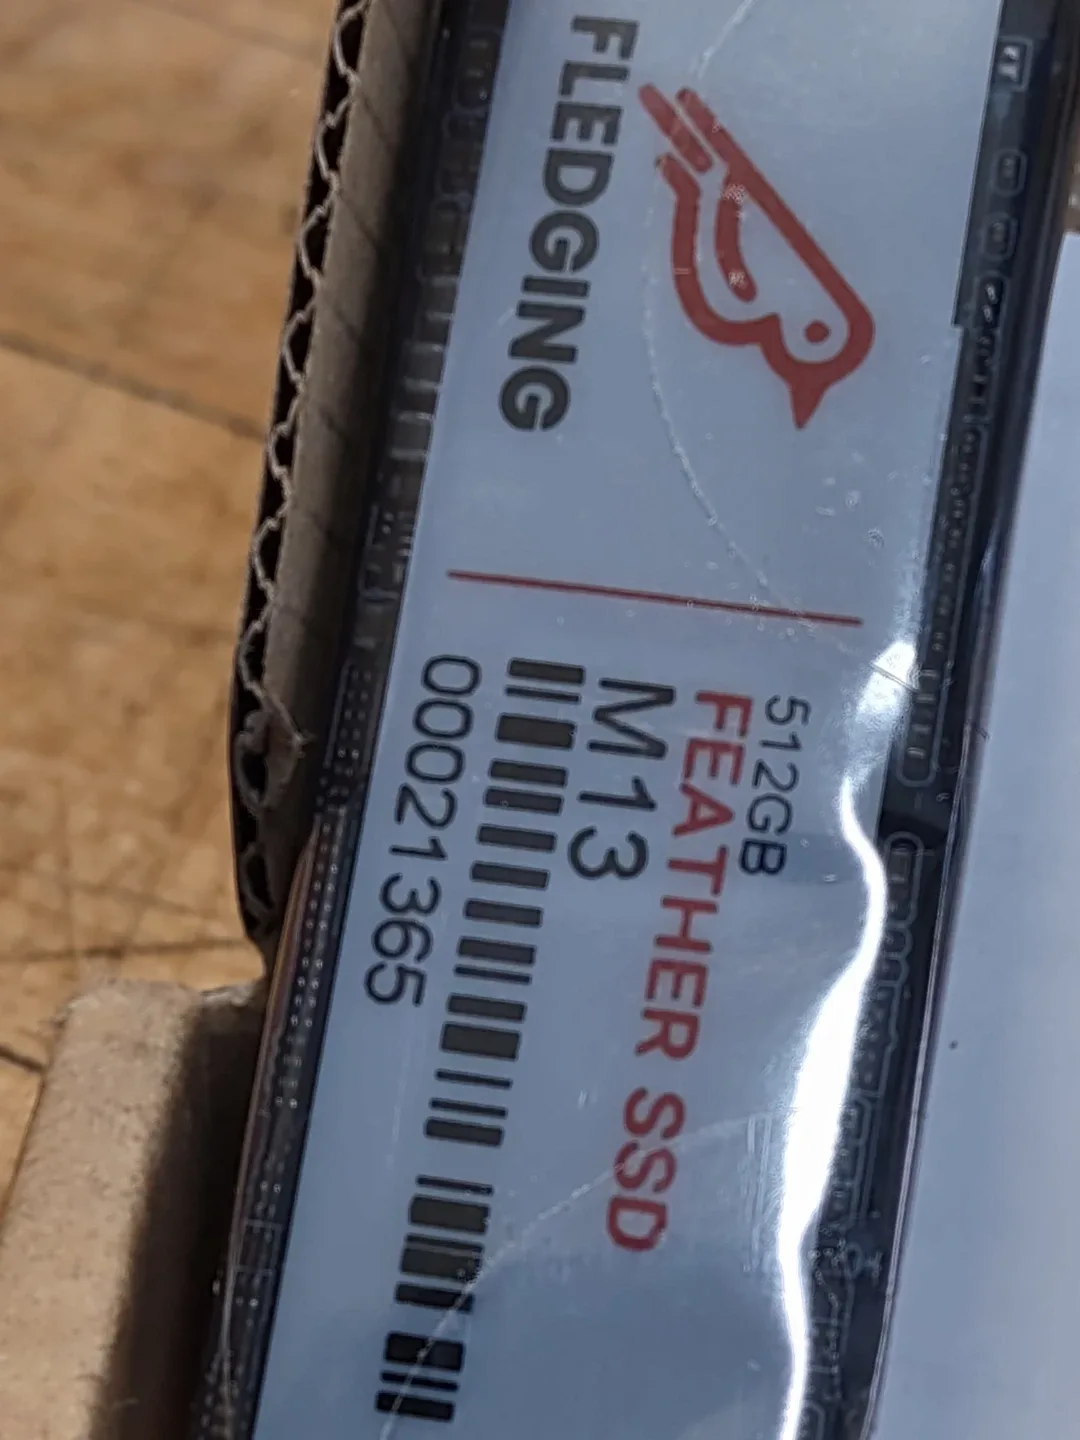 FLEDGING
512GB
FEATHER SSD
M13
00021365